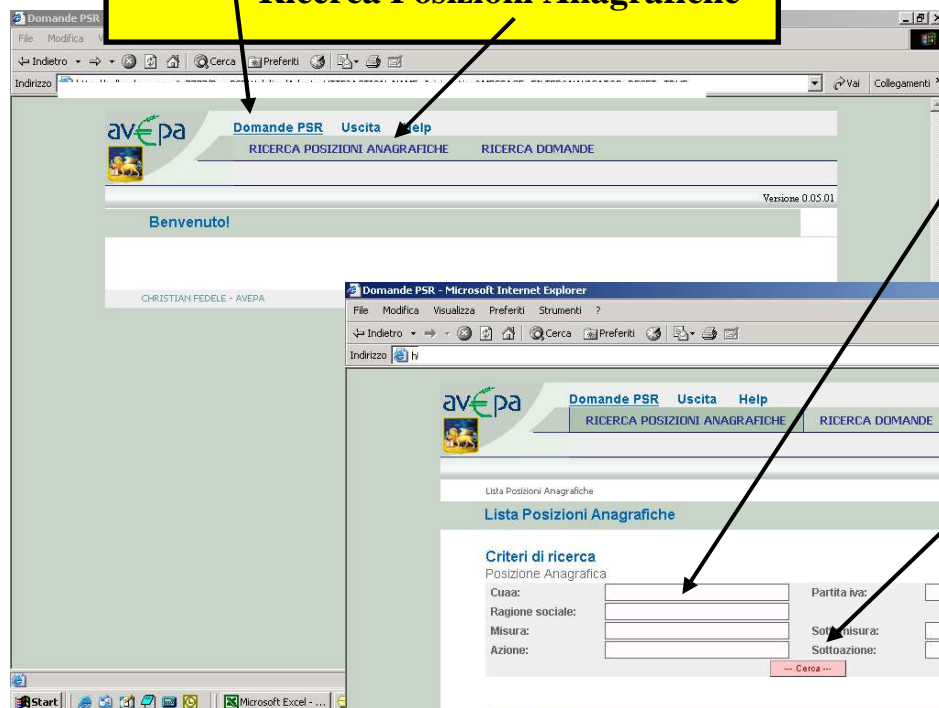 Ricerca Posizioni Anagrafiche
Domande PSR
File Modifica
Indietro Cerca Preferiti
Indirizzo Vai Collegamenti
avepa
Domande PSR Uscita Help
RICERCA POSIZIONI ANAGRAFICHE RICERCA DOMANDE
Versione 0.05.01
Benvenuto!
CHRISTIAN FEDELE - AVEPA
Domande PSR - Microsoft Internet Explorer
File Modifica Visualizza Preferiti Strumenti ?
Indietro Cerca Preferiti
Indirizzo
av€pa
Domande PSR Uscita Help
RICERCA POSIZIONI ANAGRAFICHE RICERCA DOMANDE
Lista Posizioni Anagrafiche
Lista Posizioni Anagrafiche
Criteri di ricerca
Posizione Anagrafica
Cuaa: Partita iva:
Ragione sociale:
Misura: Sottomisura:
Azione: Sottoazione:
--- Cerca ---
Start Microsoft Excel - ...